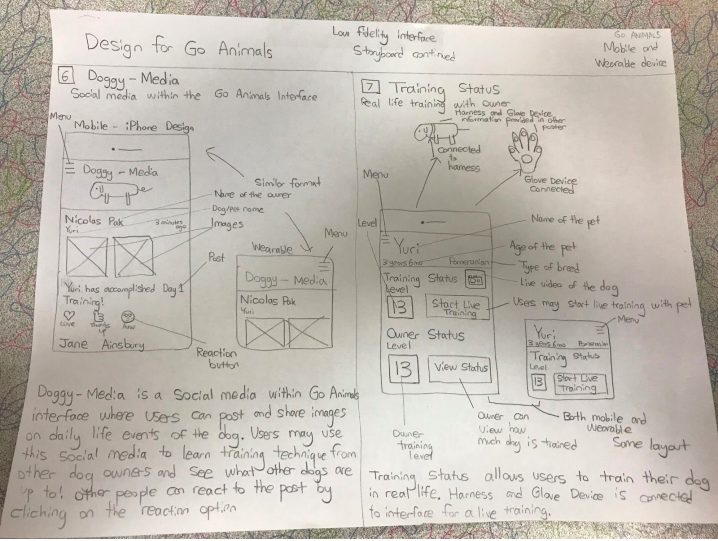 Design for Go Animals
Low fidelity interface
Storyboard continued
Go ANIMALS
Mobile and
Wearable device
6 Doggy - Media
Social media within the Go Animals Interface
Menu
Mobile - iPhone Design
Doggy - Media
Similar format
Name of the owner
Dog/Pet name
Nicolas Pak
Yuri
3 minutes
ago
Images
Post
Yuri has accomplished Day 1
Training!
Love
thumbs
up
Aww
Jane Ainsbury
Reaction
button
Wearable
Menu
Doggy - Media
Nicolas Pak
Yuri
Doggy-Media is a Social media within Go Animals
interface where users can post and share images
on daily life events of the dog. Users may use
this social media to learn training technique from
other dog owners and see what other dogs are
up to! other people can react to the post by
cliching on the reaction option
7 Training Status
Real life training with owner
Harness and Glove Device
information provided in other
poster
Connected
to
harness
Glove Device
Connected
Menu
Level
Yuri
3 years 6 mo
Pomeranian
Training Status
Level
13
Start Live
Training
Owner Status
Level
13
View Status
Name of the pet
Age of the pet
Type of breed
Live video of the dog
Users may start live training with pet
Menu
Yuri
3 years 6 mo
Pomeranian
Training Status
Level
13
Start Live
Training
Owner
training
level
Owner can
view how
much dog is trained
Both mobile and
wearable
Same layout
Training Status allows users to train their dog
in real life. Harness and Glove Device is connected
to interface for a live training.